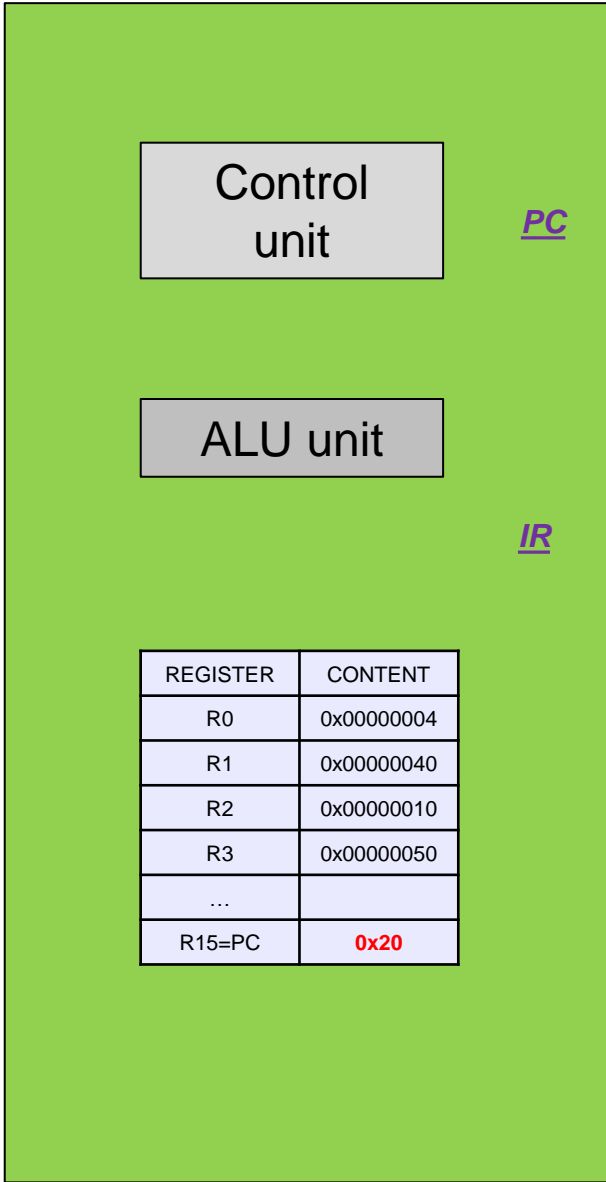 Control
unit
PC
ALU unit
IR
REGISTER CONTENT
R0 0x00000004
R1 0x00000040
R2 0x00000010
R3 0x00000050
…
R15=PC 0x20